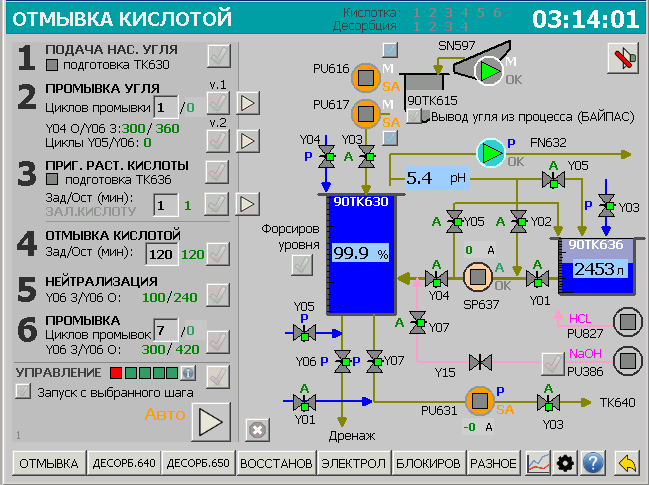 ОТМЫВКА КИСЛОТОЙ
Кислотка: 1 2 3 4 5 6
Десорбция: 1 2 3 4
03:14:01
1 ПОДАЧА НАС. УГЛЯ
подготовка ТК630
2 ПРОМЫВКА УГЛЯ
v.1
Циклов промывки 1 / 0
v.2
Y04 О/Y06 З: 300/ 360
Циклы Y05/Y06: 0
3 ПРИГ. РАСТ. КИСЛОТЫ
подготовка ТК636
Зад/Ост (мин): 1 1
ЗАЛ.КИСЛОТУ
4 ОТМЫВКА КИСЛОТОЙ
Зад/Ост (мин): 120 120
5 НЕЙТРАЛИЗАЦИЯ
Y06 З/Y06 О: 100/240
6 ПРОМЫВКА
Циклов промывок 7 / 0
Y06 З/Y06 О: 300/ 420
УПРАВЛЕНИЕ
Запуск с выбранного шага
Авто
1
SN597
M
OK
PU616
M
SA
90TK615
PU617
M
SA
Вывод угля из процесса (БАЙПАС)
Y04
P
Y03
A
P
FN632
OK
5.4 pH
A
Y05
90TK630
P
Y03
Форсиров
уровня
99.9 %
A
Y05
A
Y02
90TK636
2453 л
0 A
A
Y04
A
OK
SP637
A
Y01
HCL
PU827
NaOH
PU386
Y05
P
A
Y07
Y15
Y06
P
P
Y07
A
Y01
PU631
P
SA
-0 A
A
Y03
TK640
Дренаж
ОТМЫВКА
ДЕСОРБ.640
ДЕСОРБ.650
ВОССТАНОВ
ЭЛЕКТРОЛ
БЛОКИРОВ
РАЗНОЕ